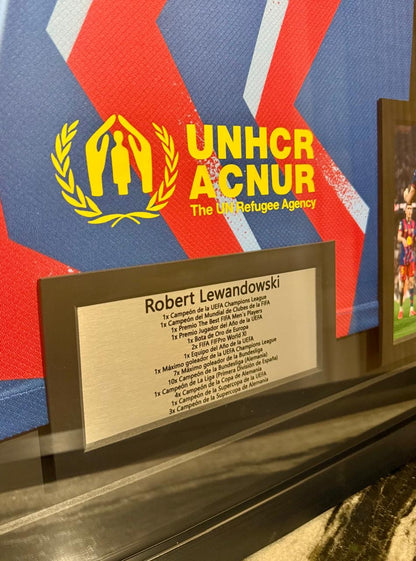 UNHCR
ACNUR
The UN Refugee Agency
Robert Lewandowski
1x Campeón de la UEFA Champions League
1x Campeón del Mundial de Clubes de la FIFA
1x Premio The Best FIFA Men's Players
1x Premio Jugador del Año de la UEFA
1x Bota de Oro de Europa
2x FIFA FIFPro World XI
1x Equipo del Año de la UEFA
1x Máximo goleador de la UEFA Champions League
7x Máximo goleador de la Bundesliga
10x Campeón de la Bundesliga (Alemania)
1x Campeón de La Liga (Primera División de España)
4x Campeón de la Copa de Alemania
1x Campeón de la Supercopa de la UEFA
3x Campeón de la Supercopa de Alemania